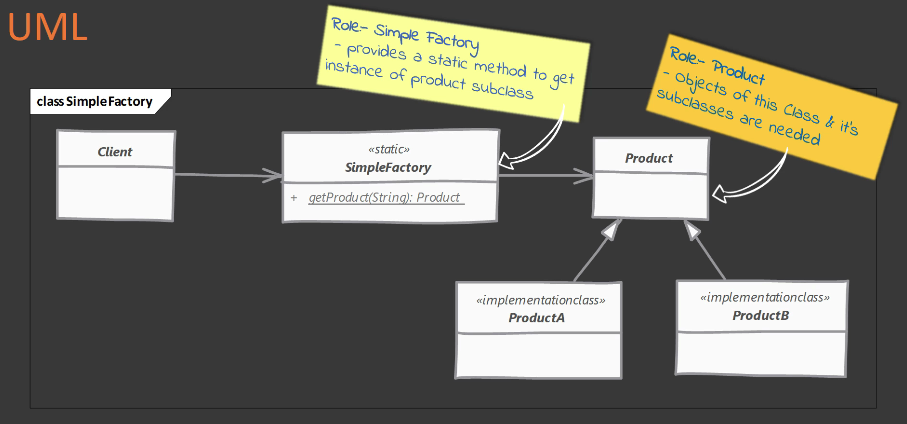 UML
Role:- Simple Factory
- provides a static method to get
instance of product subclass
Role:- Product
- Objects of this Class & it's
subclasses are needed
class SimpleFactory
Client
«static»
SimpleFactory
+ getProduct(String): Product
Product
«implementationclass»
ProductA
«implementationclass»
ProductB